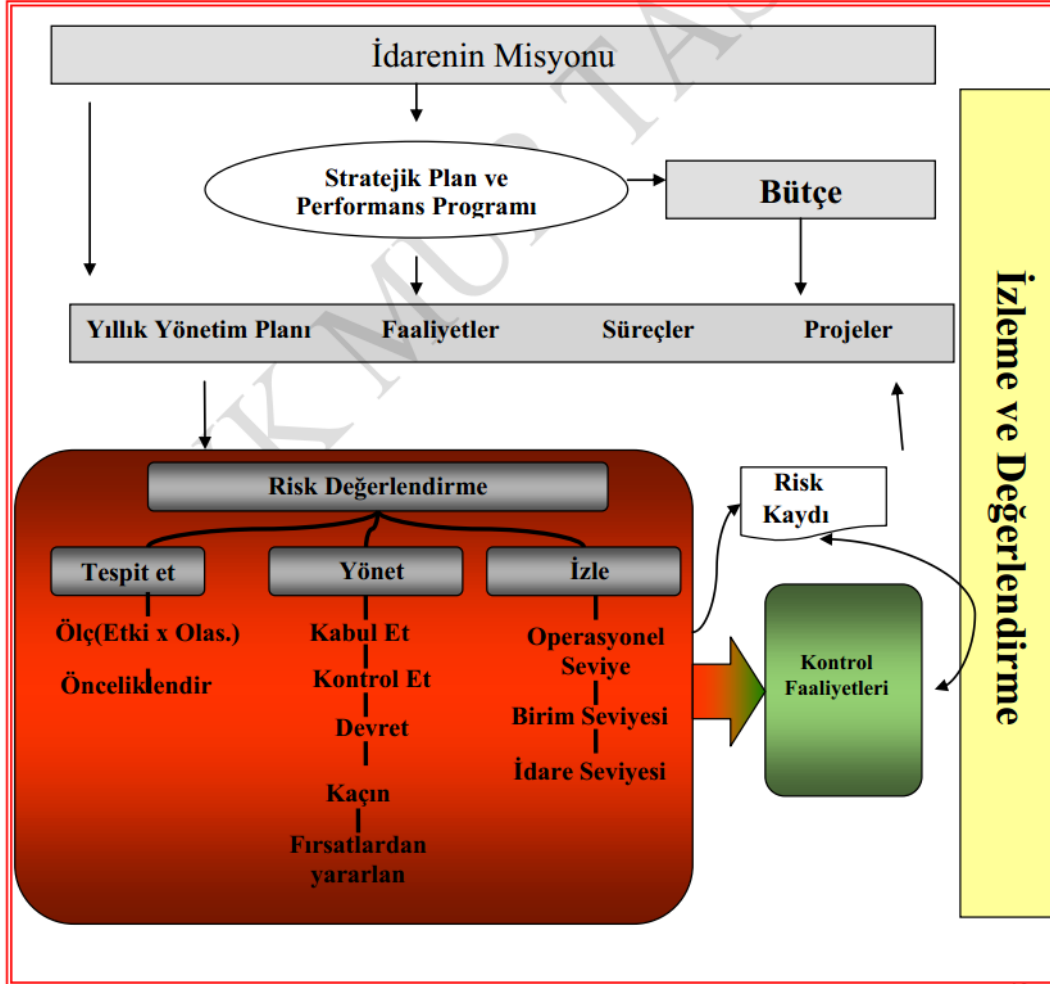 İdarenin Misyonu
Stratejik Plan ve
Performans Programı
Bütçe
Yıllık Yönetim Planı Faaliyetler Süreçler Projeler
Risk Değerlendirme
Tespit et
Ölç(Etki x Olas.)
Önceliklendir
Yönet
Kabul Et
Kontrol Et
Devret
Kaçın
Fırsatlardan
yararlan
İzle
Operasyonel
Seviye
Birim Seviyesi
İdare Seviyesi
Risk
Kaydı
Kontrol
Faaliyetleri
İzleme ve Değerlendirme